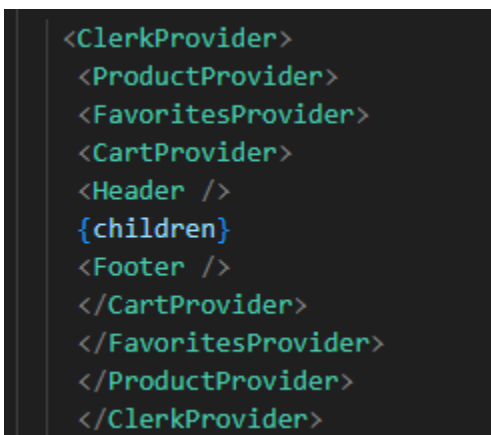 <ClerkProvider>
<ProductProvider>
<FavoritesProvider>
<CartProvider>
<Header />
{children}
<Footer />
</CartProvider>
</FavoritesProvider>
</ProductProvider>
</ClerkProvider>